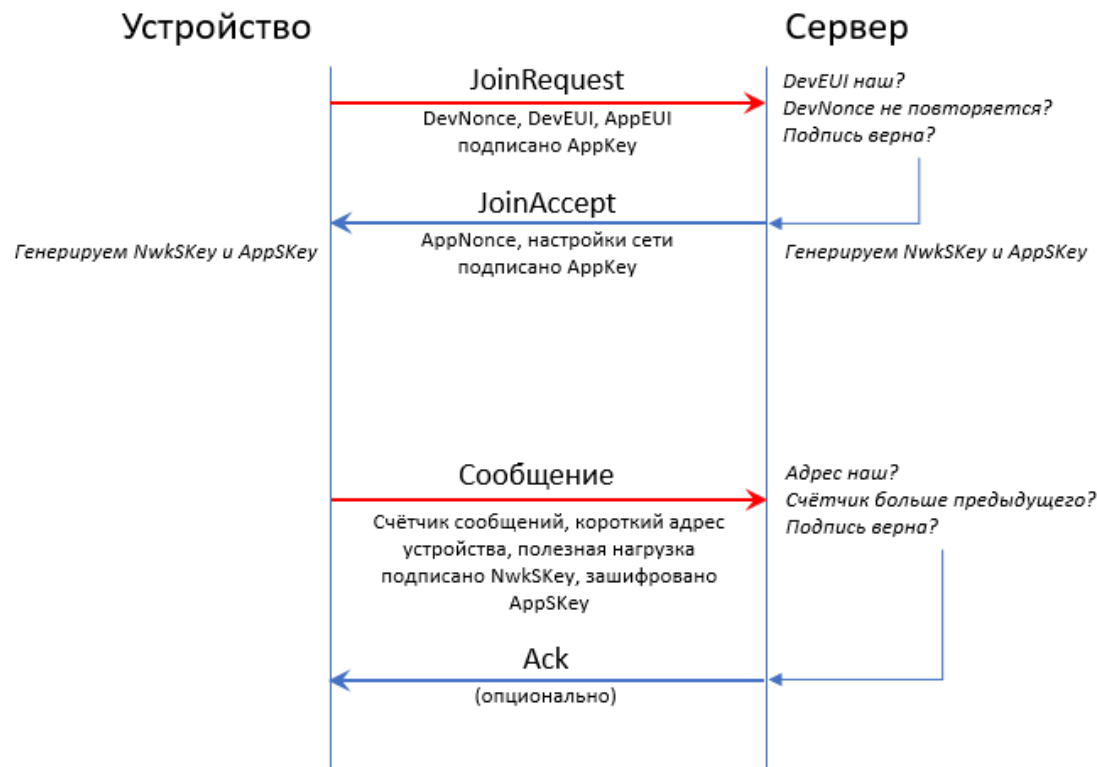 Устройство
Сервер
JoinRequest
DevNonce, DevEUI, AppEUI
подписано AppKey
DevEUI наш?
DevNonce не повторяется?
Подпись верна?
JoinAccept
AppNonce, настройки сети
подписано AppKey
Генерируем NwkSKey и AppSKey
Генерируем NwkSKey и AppSKey
Сообщение
Счётчик сообщений, короткий адрес
устройства, полезная нагрузка
подписано NwkSKey, зашифровано
AppSKey
Адрес наш?
Счётчик больше предыдущего?
Подпись верна?
Ack
(опционально)